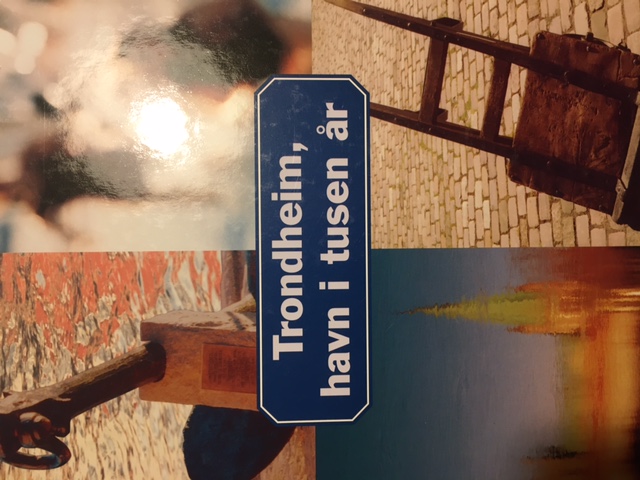 Trondheim,
havn i tusen år